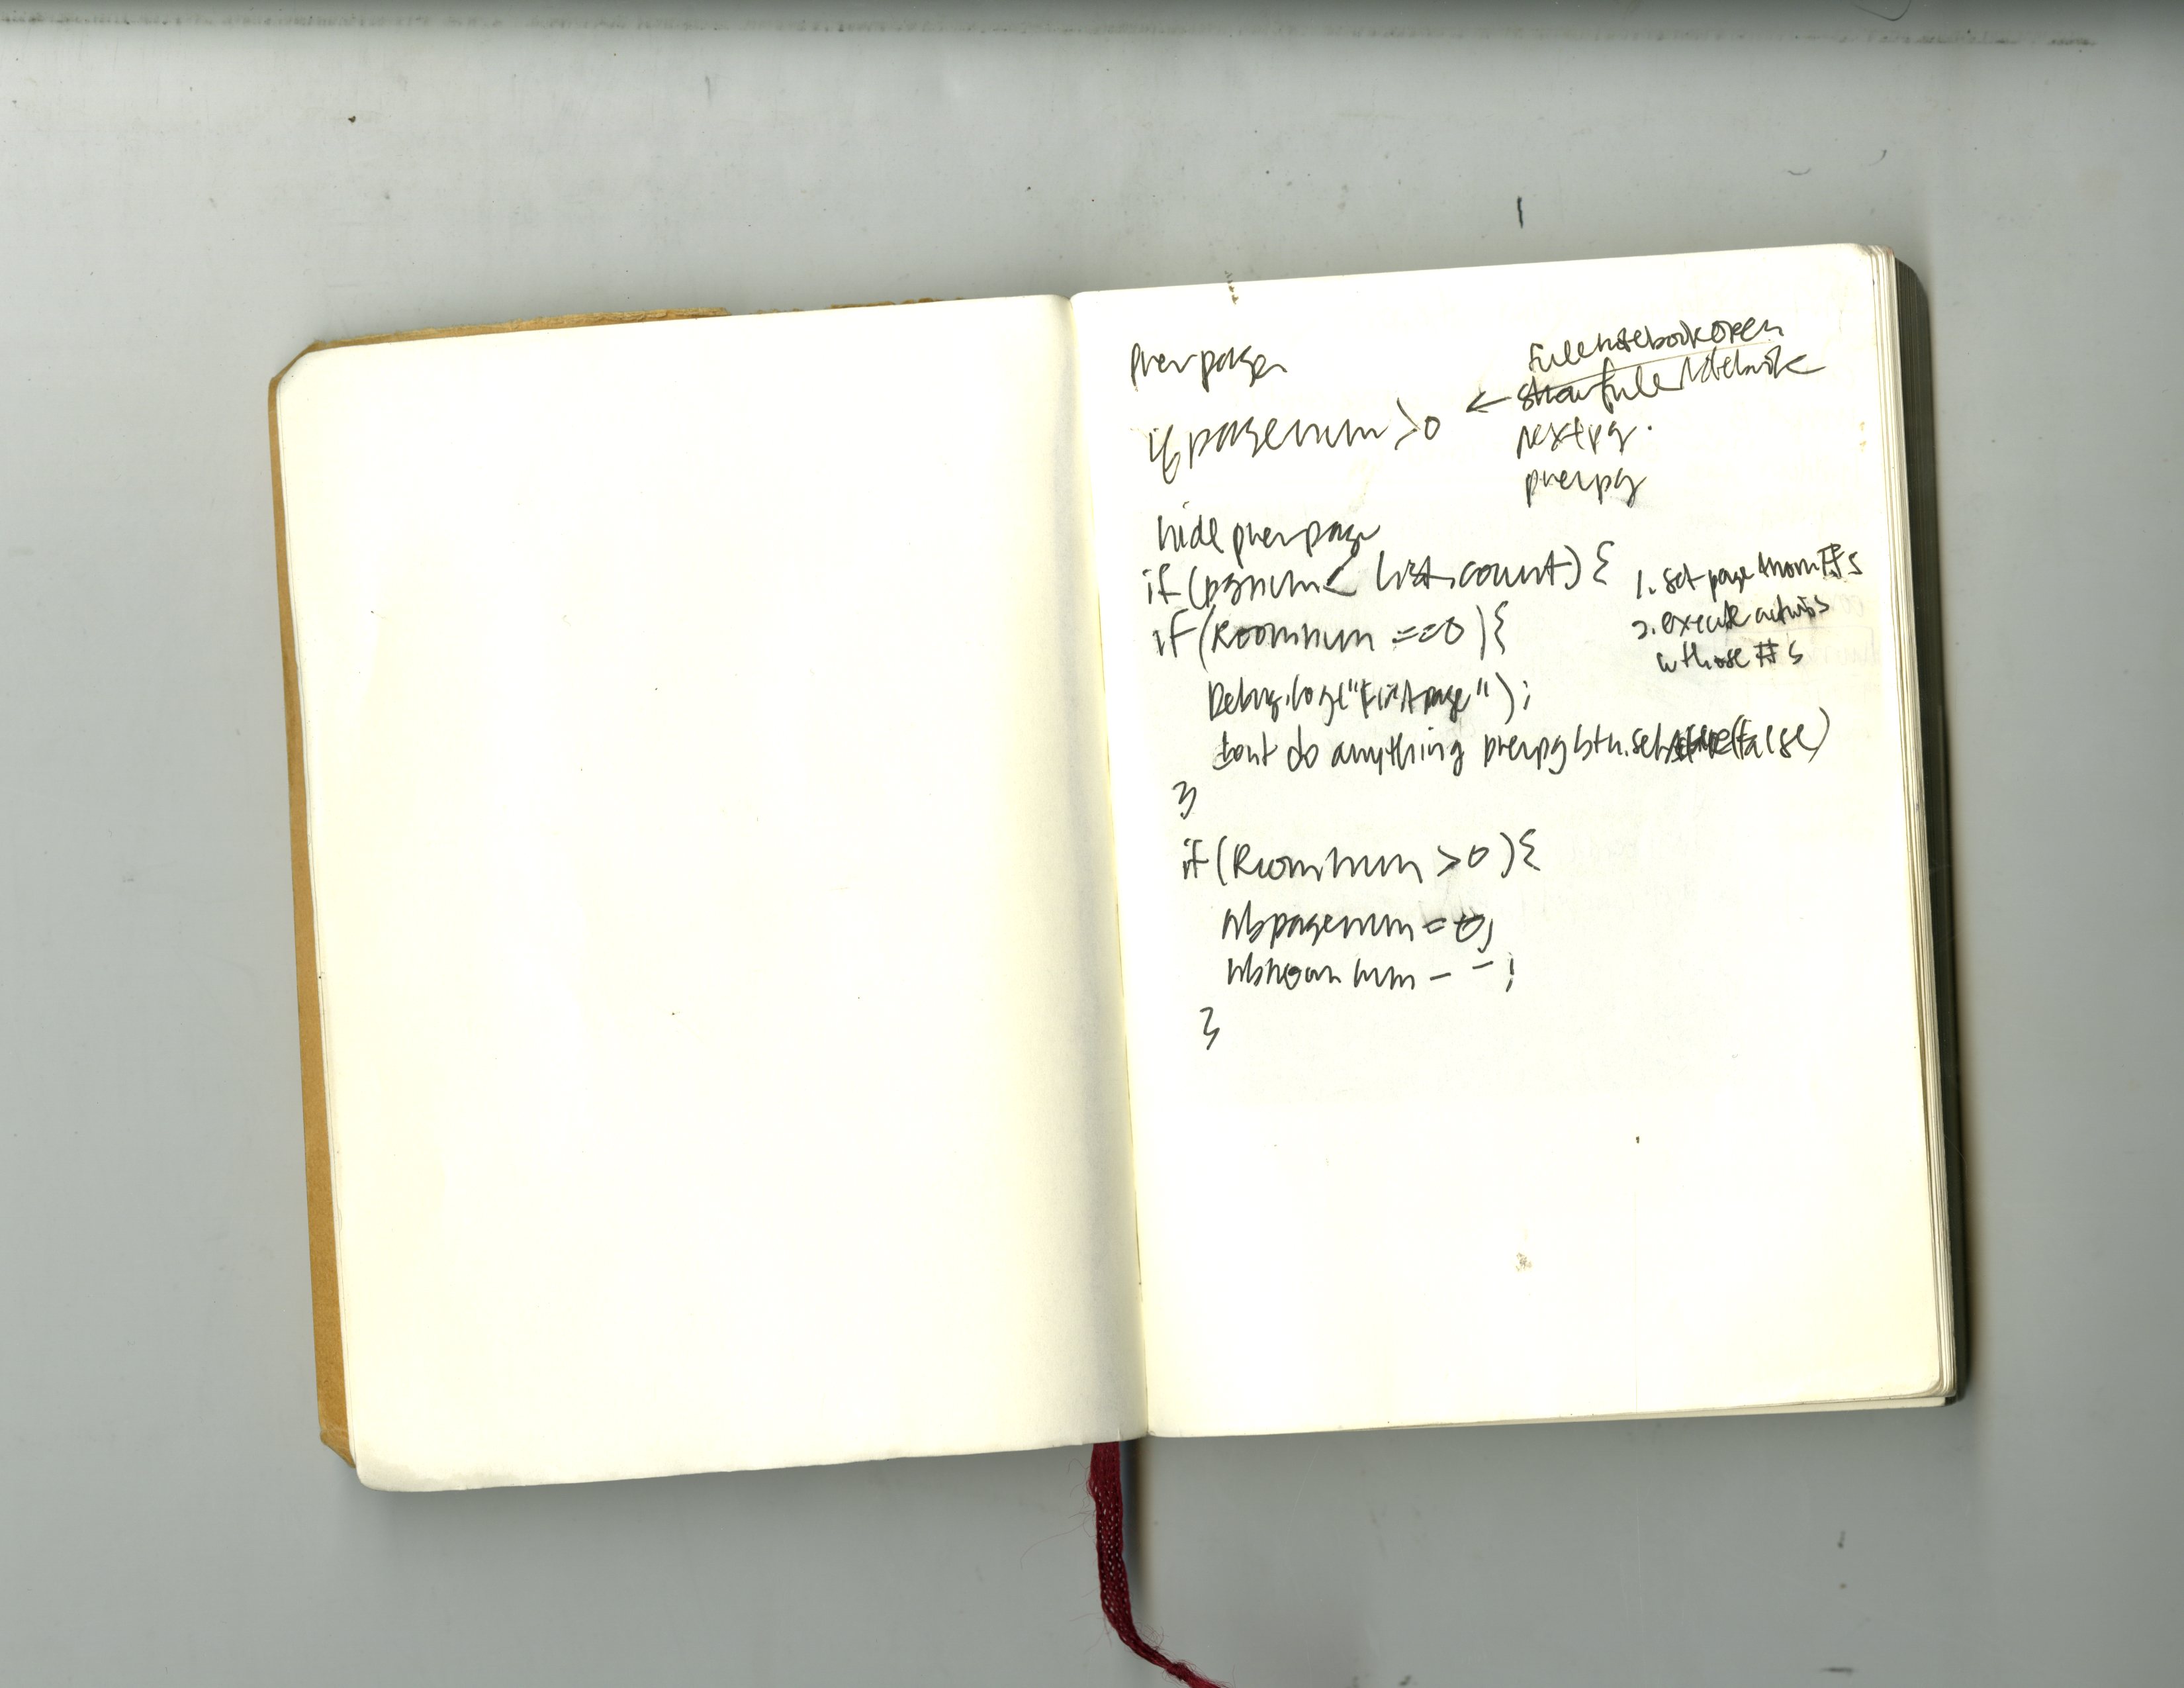 prevpage
fullnotebookopen
showfullNotebook
if pagenum >0 ←
nextpg.
prevpg
hide prevpage
if (pgnum < list.count) {
1. set page & room #s
if (Roomnum ==0) {
2. execute actions
w those #s
Debug.log("First page");
dont do anything prevpgbtn.setActive(false)
}
if (Roomnum >0) {
nbpagenum = 0;
nbroomnum --;
}